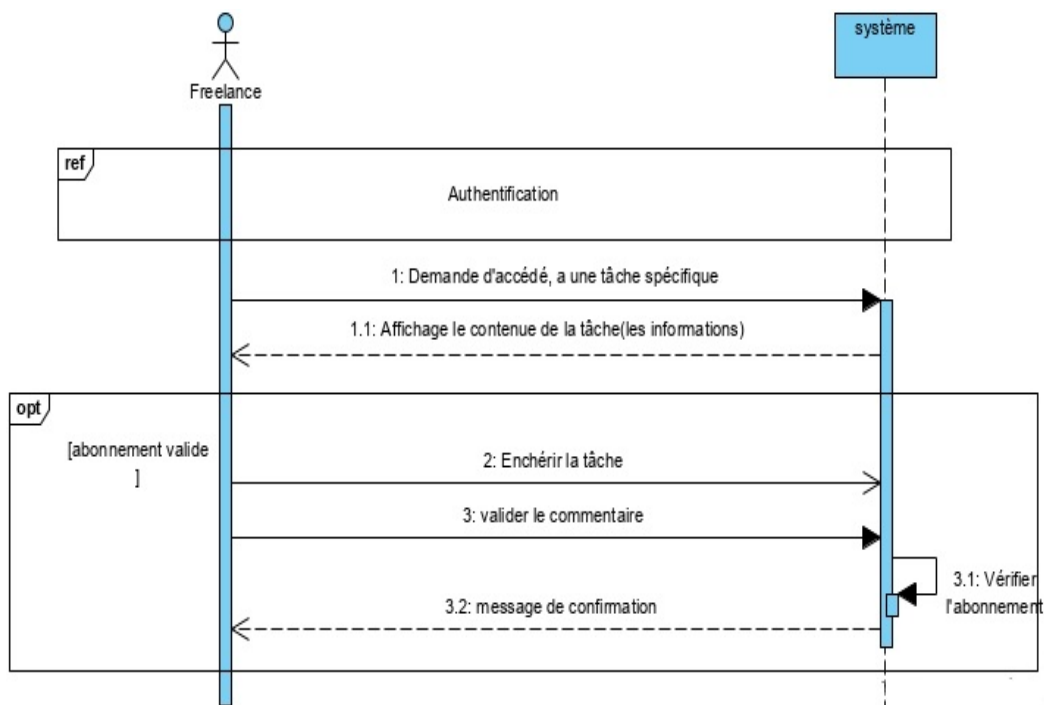 système
Freelance
ref
Authentification
1: Demande d'accédé, a une tâche spécifique
1.1: Affichage le contenue de la tâche(les informations)
opt
[abonnement valide
]
2: Enchérir la tâche
3: valider le commentaire
3.1: Vérifier
l'abonnement
3.2: message de confirmation